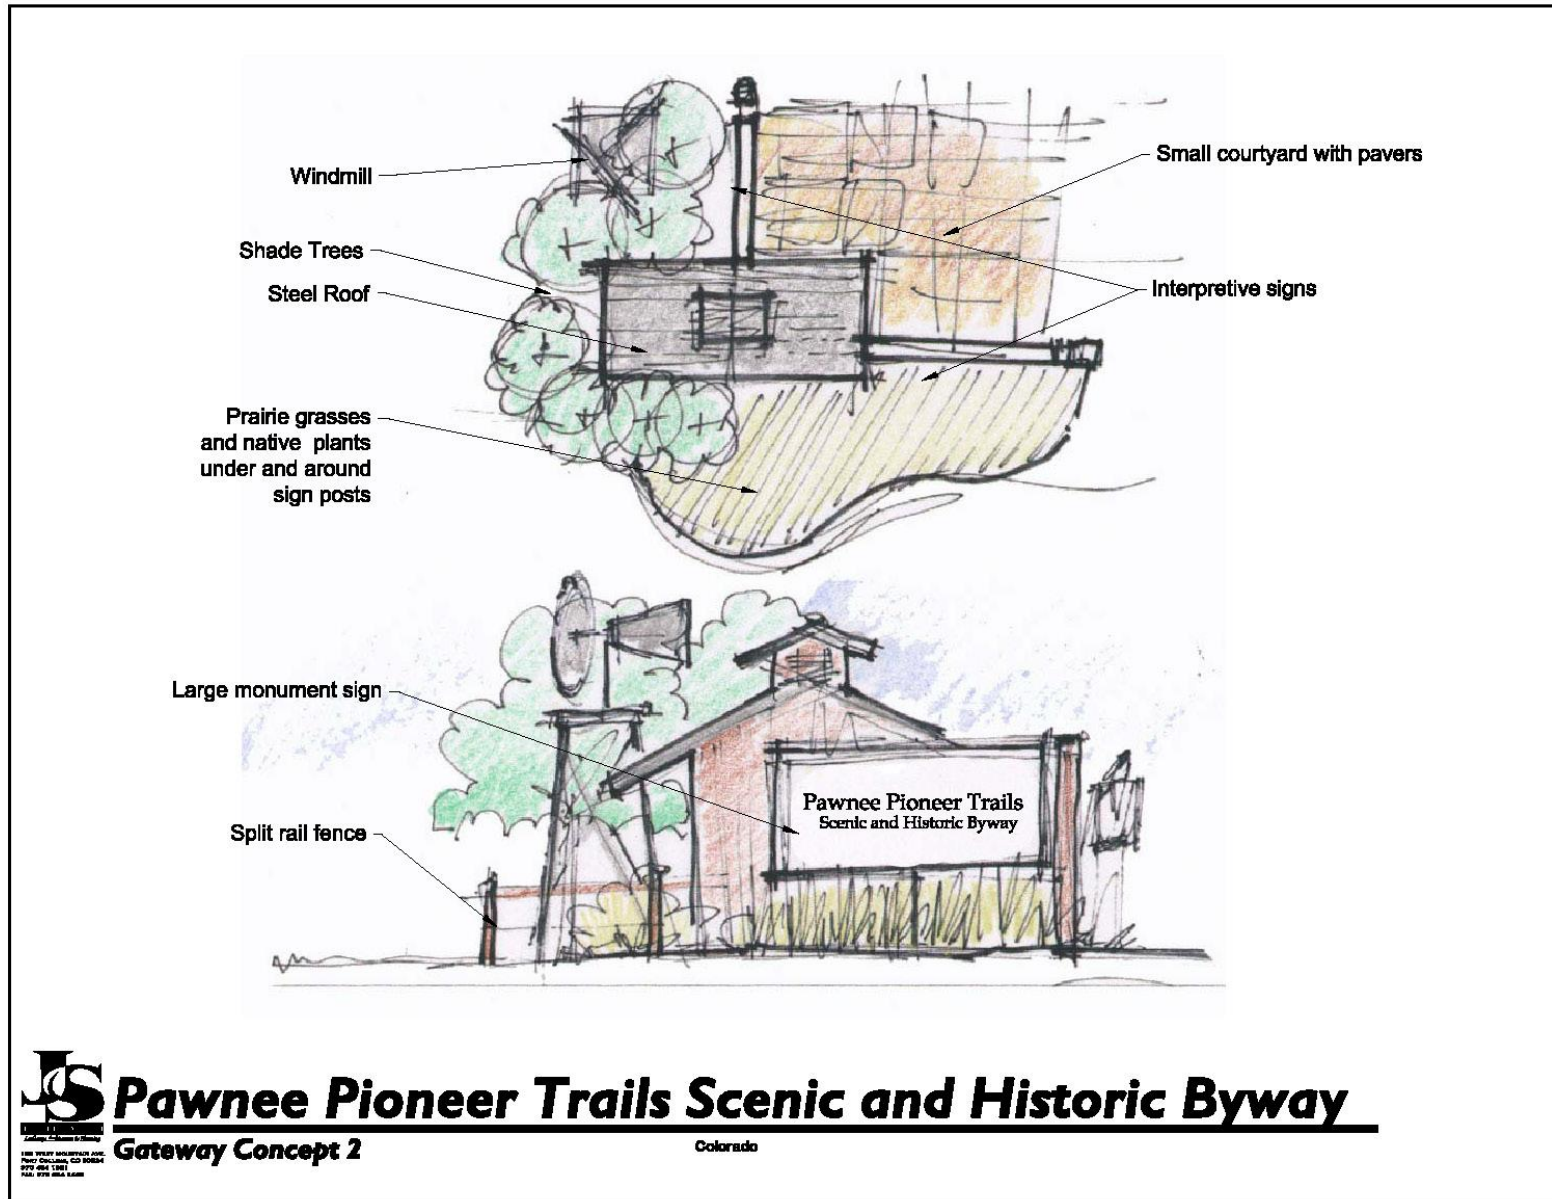 Windmill
Small courtyard with pavers
Shade Trees
Steel Roof
Interpretive signs
Prairie grasses
and native plants
under and around
sign posts
Large monument sign
Pawnee Pioneer Trails
Scenic and Historic Byway
Split rail fence
JS
Pawnee Pioneer Trails Scenic and Historic Byway
Gateway Concept 2
Colorado